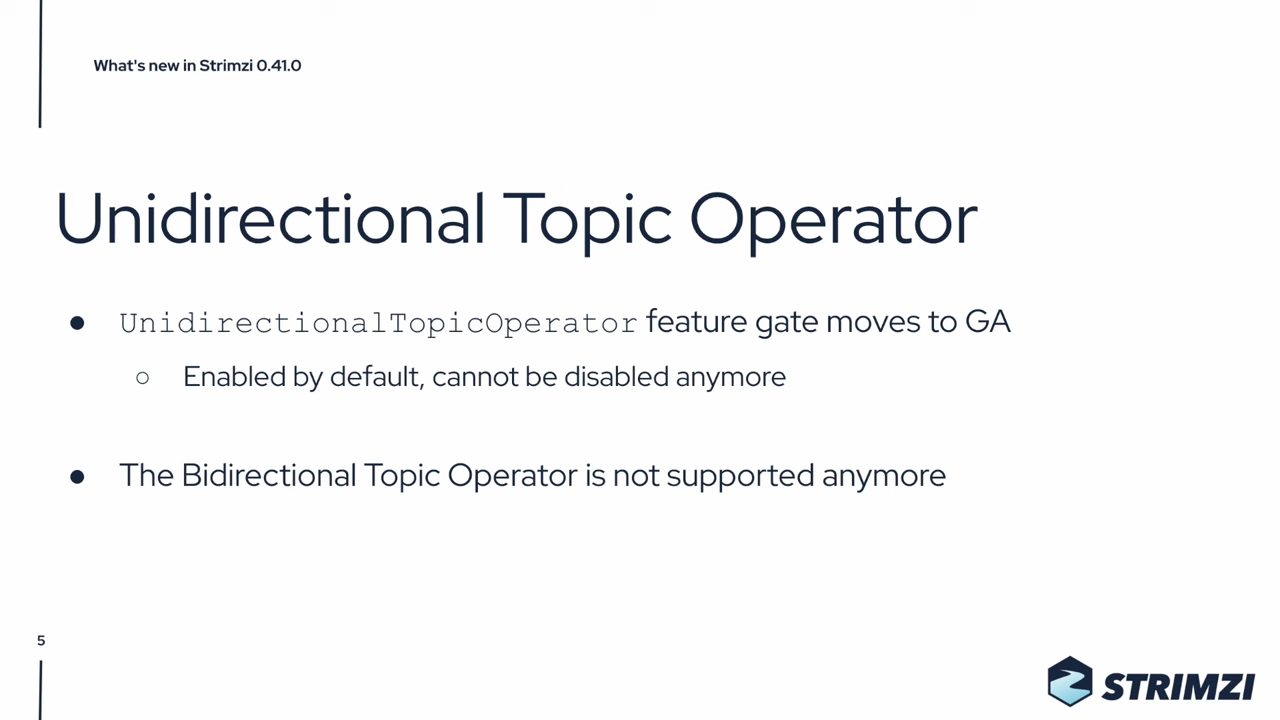 What's new in Strimzi 0.41.0
Unidirectional Topic Operator
● UnidirectionalTopicOperator feature gate moves to GA
○ Enabled by default, cannot be disabled anymore
● The Bidirectional Topic Operator is not supported anymore
5
STRIMZI